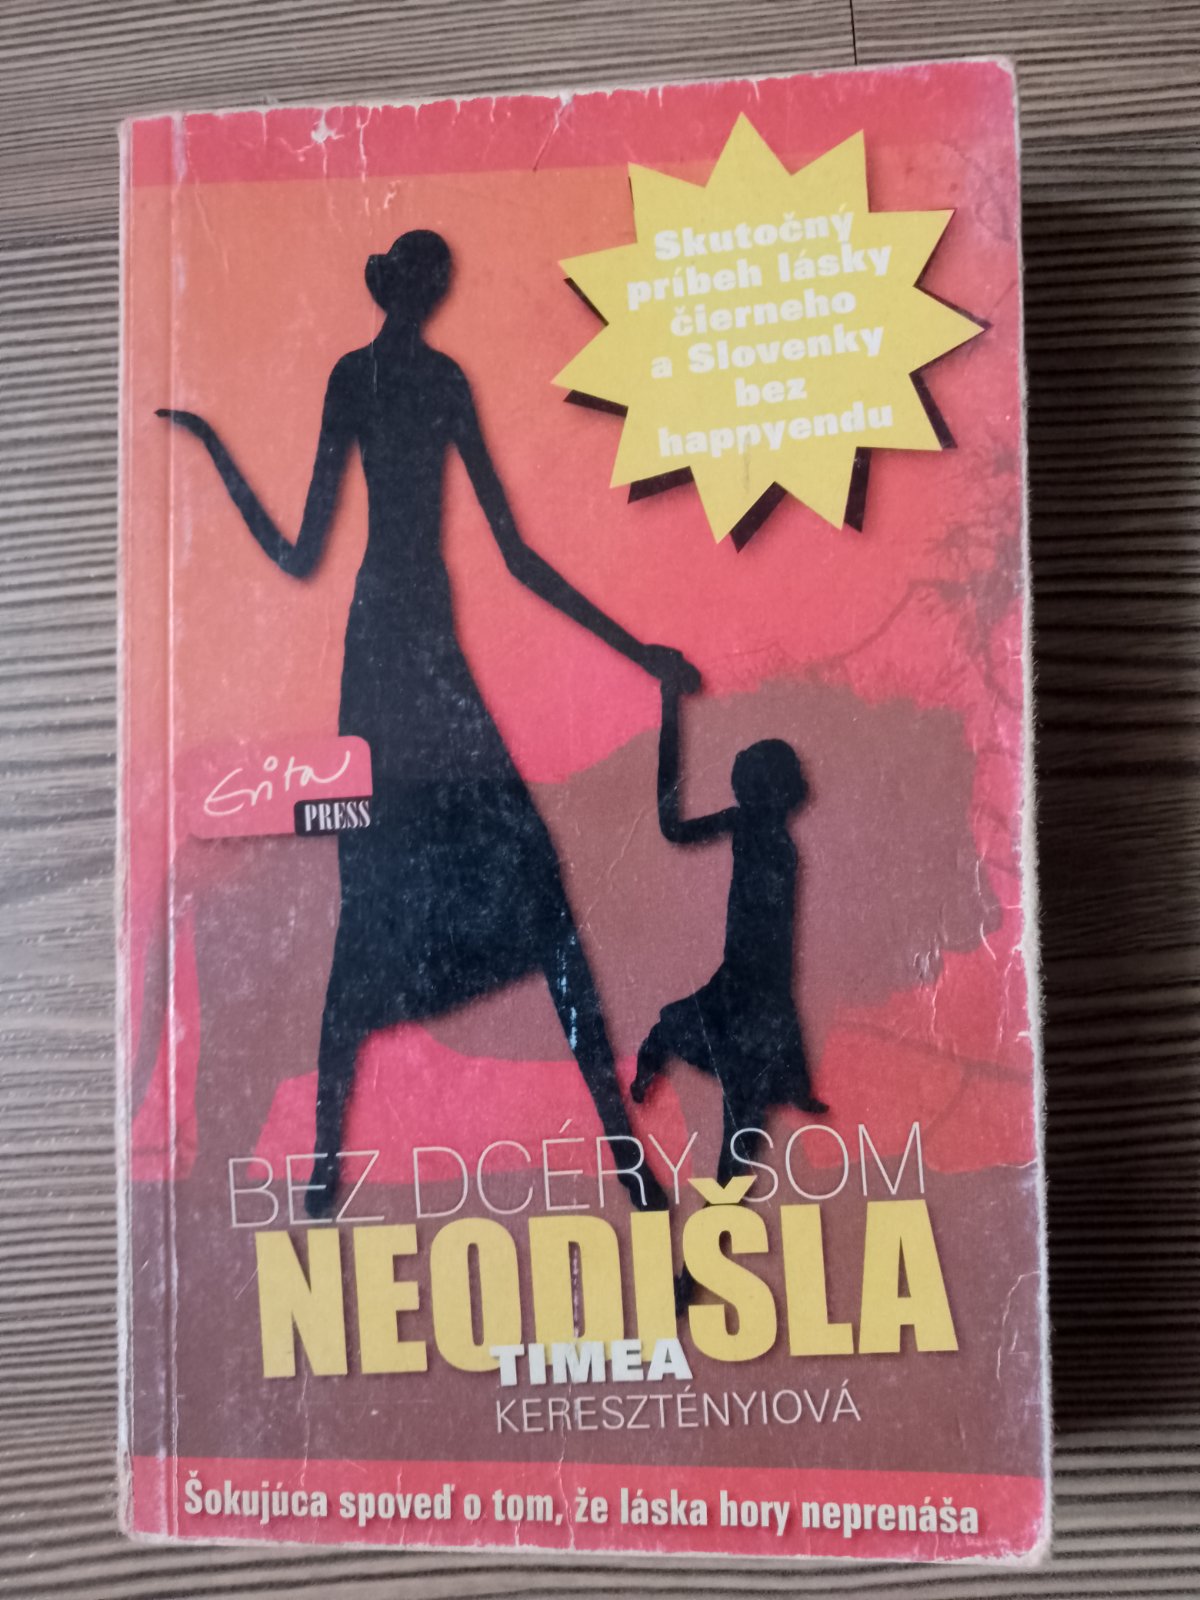 Skutočný
príbeh lásky
čierneho
a Slovenky
bez
happyendu
Evita
PRESS
BEZ DCÉRY SOM
NEODIŠLA
TIMEA
KERESZTÉNYIOVÁ
Šokujúca spoveď o tom, že láska hory neprenáša